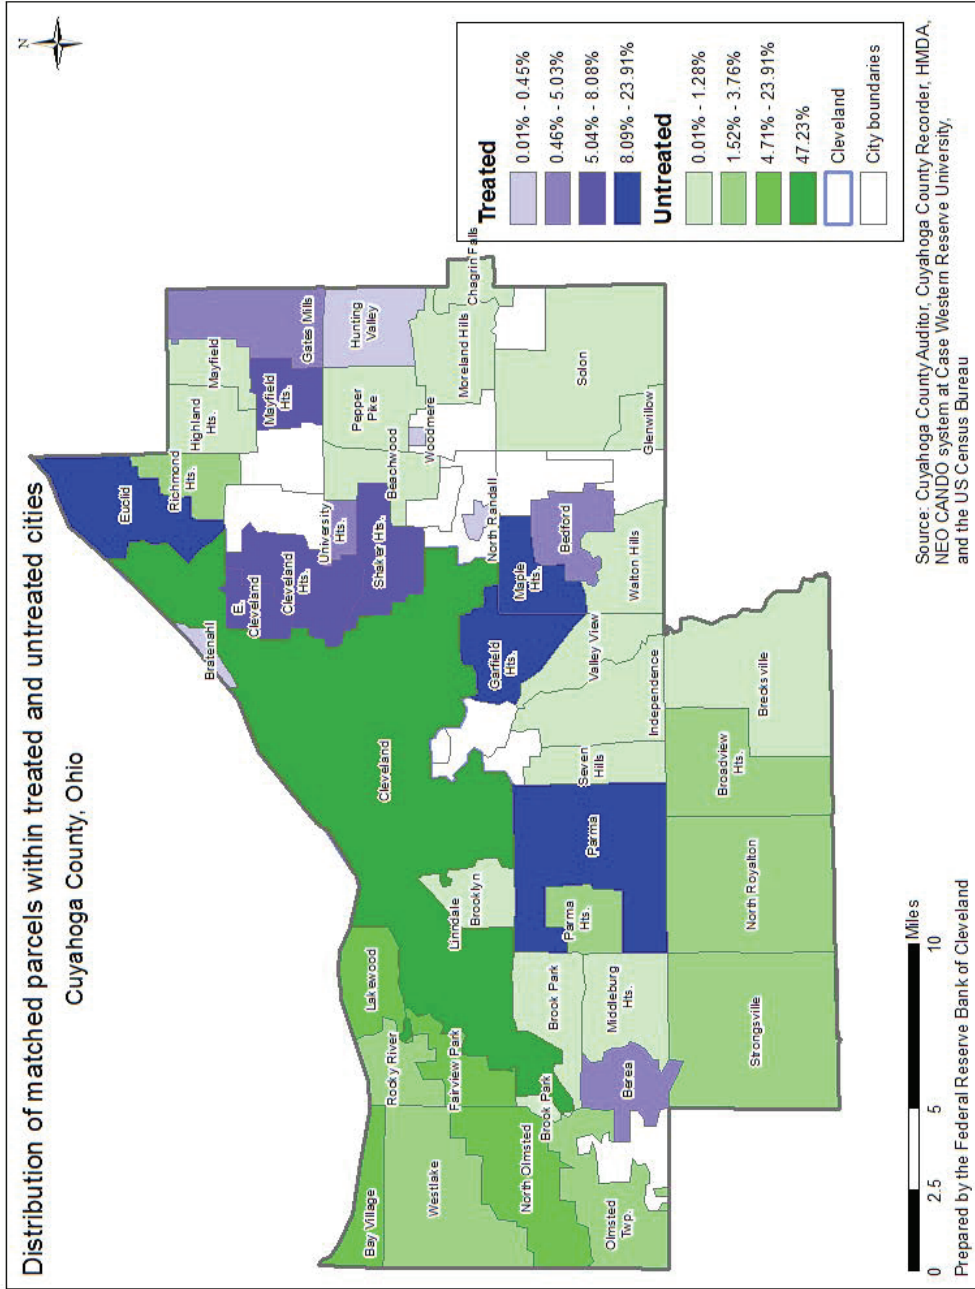 Distribution of matched parcels within treated and untreated cities
Cuyahoga County, Ohio
N
Euclid
Bratenahl
Richmond
Hts.
Highland
Hts.
Mayfield
E.
Cleveland
Cleveland
Hts.
Mayfield
Hts.
Gates Mills
University
Hts.
Shaker Hts.
Beachwood
Pepper
Pike
Hunting
Valley
Woodmere
Bay Village
Lakewood
Rocky River
Westlake
Cleveland
Fairview Park
Linndale
Brooklyn
North Randall
Moreland Hills
Chagrin Falls
North Olmsted
Brook Park
Brook Park
Parma
Hts.
Parma
Garfield
Hts.
Maple
Hts.
Bedford
Solon
Olmsted
Twp.
Berea
Middleburg
Hts.
Seven
Hills
Valley View
Independence
Walton Hills
Glenwillow
Strongsville
North Royalton
Broadview
Hts.
Brecksville
Treated
0.01% - 0.45%
0.46% - 5.03%
5.04% - 8.08%
8.09% - 23.91%
Untreated
0.01% - 1.28%
1.52% - 3.76%
4.71% - 23.91%
47.23%
Cleveland
City boundaries
0 2.5 5 10
Miles
Prepared by the Federal Reserve Bank of Cleveland
Source: Cuyahoga County Auditor, Cuyahoga County Recorder, HMDA,
NEO CANDO system at Case Western Reserve University,
and the US Census Bureau